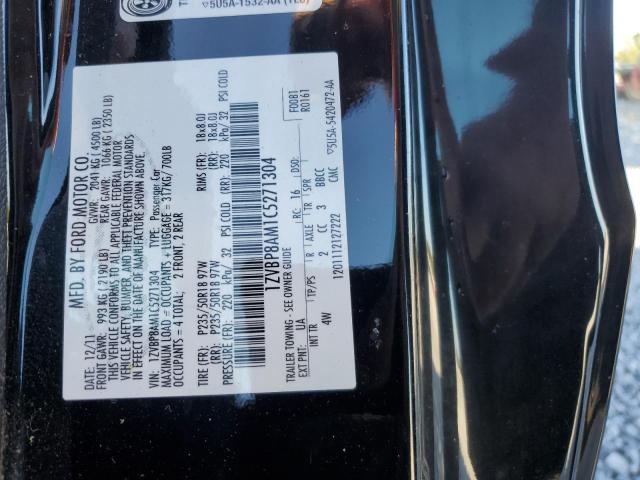 MFD. BY FORD MOTOR CO.
12/11 GVWR: 2041 KG ( 4500 LB)
FRONT GAWR: 993 KG ( 2190 LB) REAR GAWR: 1066 KG ( 2350 LB)
THIS VEHICLE CONFORMS TO ALL APPLICABLE FEDERAL MOTOR
VEHICLE SAFETY, BUMPER, AND THEFT PREVENTION STANDARDS
IN EFFECT ON THE DATE OF MANUFACTURE SHOWN ABOVE.
VIN: 1ZVBP8AM1C5271304 TYPE: Passenger Car
MAXIMUM LOAD = OCCUPANTS + LUGGAGE = 317KG/ 700LB
OCCUPANTS = 4 TOTAL: 2 FRONT, 2 REAR
TIRE (FR): P235/50R18 97W RIMS (FR): 18x8.0J
(RR): P235/50R18 97W (RR): 18x8.0J
PRESSURE (FR): 220 kPa/ 32 PSI COLD (RR): 220 kPa/ 32 PSI COLD
1ZVBP8AM1C5271304
F0081
R0161
TRAILER TOWING - SEE OWNER GUIDE
EXT PNT: UA RC: 16 DSO:
INT TR TP/PS R AXLE TR SPR
4W 2 CC 3 BBCC
1201112127222 CMC
▽5U5A-5420472-AA
▽5U5A-1532-AA